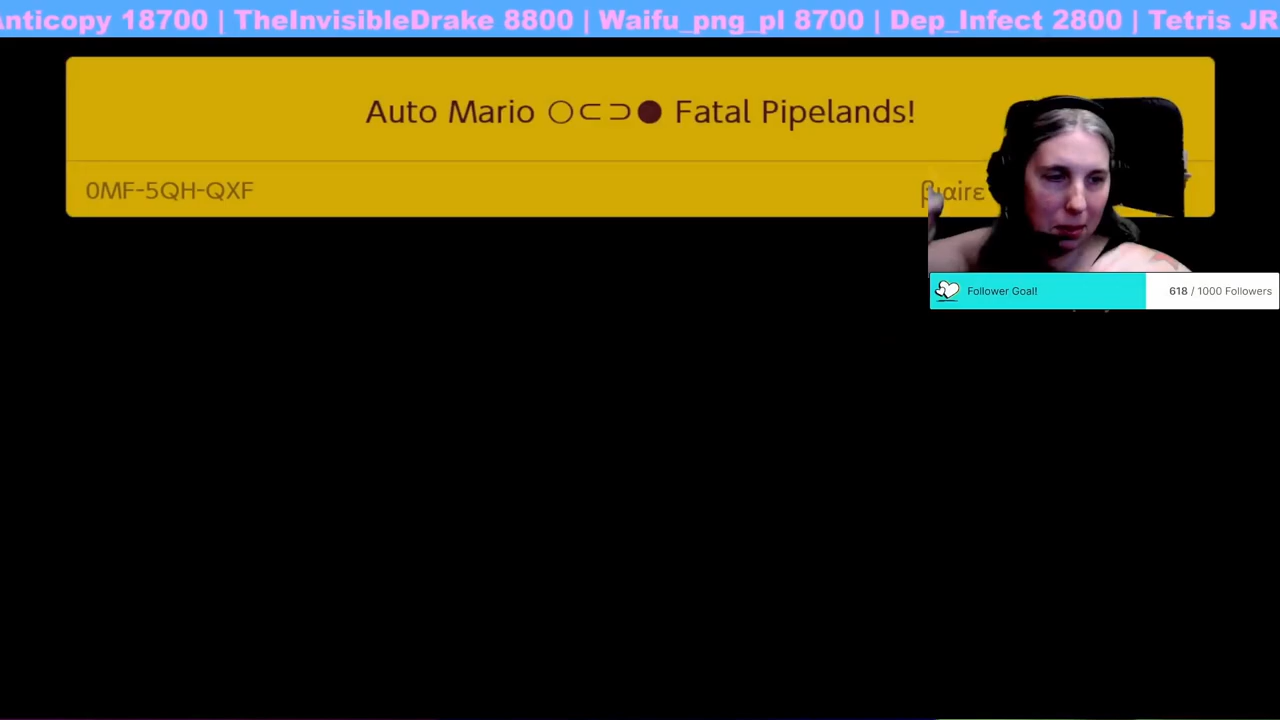 Anticopy 18700 | TheInvisibleDrake 8800 | Waifu_png_pl 8700 | Dep_Infect 2800 | Tetris JR
Auto Mario ○⊂⊃● Fatal Pipelands!
0MF-5QH-QXF
Follower Goal!
618 / 1000 Followers